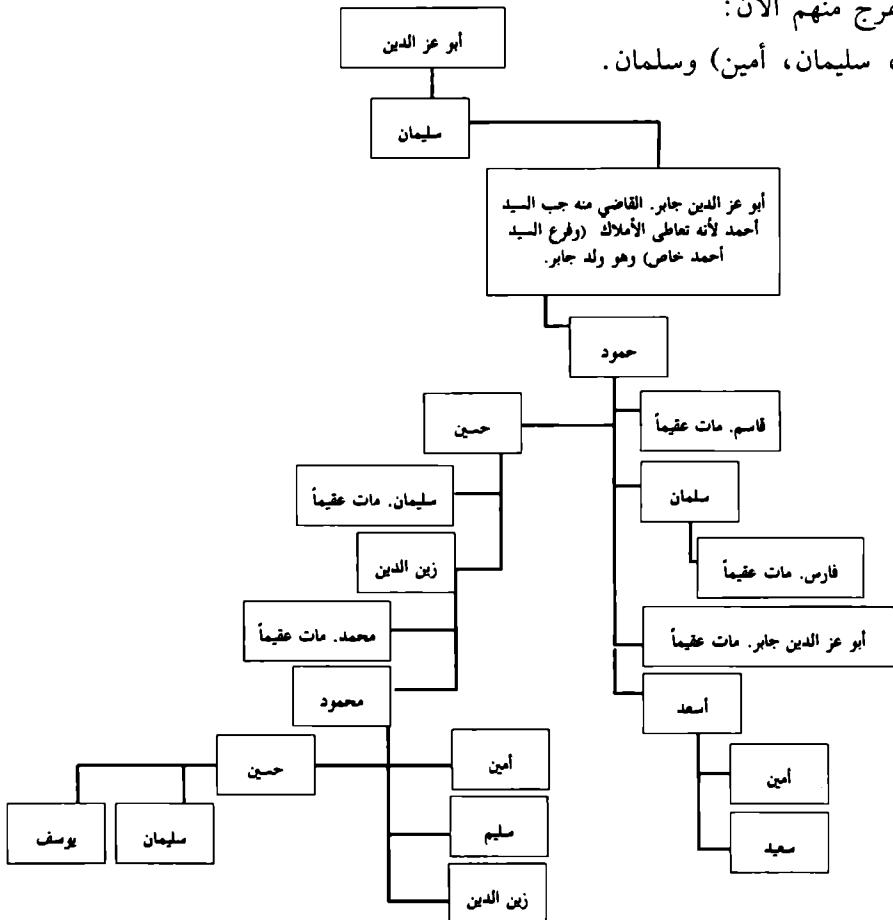 منهم الآن:
سليمان، أمين) وسلمان.
أبو عز الدين
سليمان
أبو عز الدين جابر. القاضي منه جب السيد
أحمد لأنه تعاطى الأملاك (وفرع السيد
أحمد خاص) وهو ولد جابر.
حمود
قاسم. مات عقيماً
حسين
سليمان. مات عقيماً
سلمان
زين الدين
فارس. مات عقيماً
محمد. مات عقيماً
أبو عز الدين جابر. مات عقيماً
محمود
أسعد
حسين
أمين
أمين
يوسف
سليمان
سليم
سعيد
زين الدين